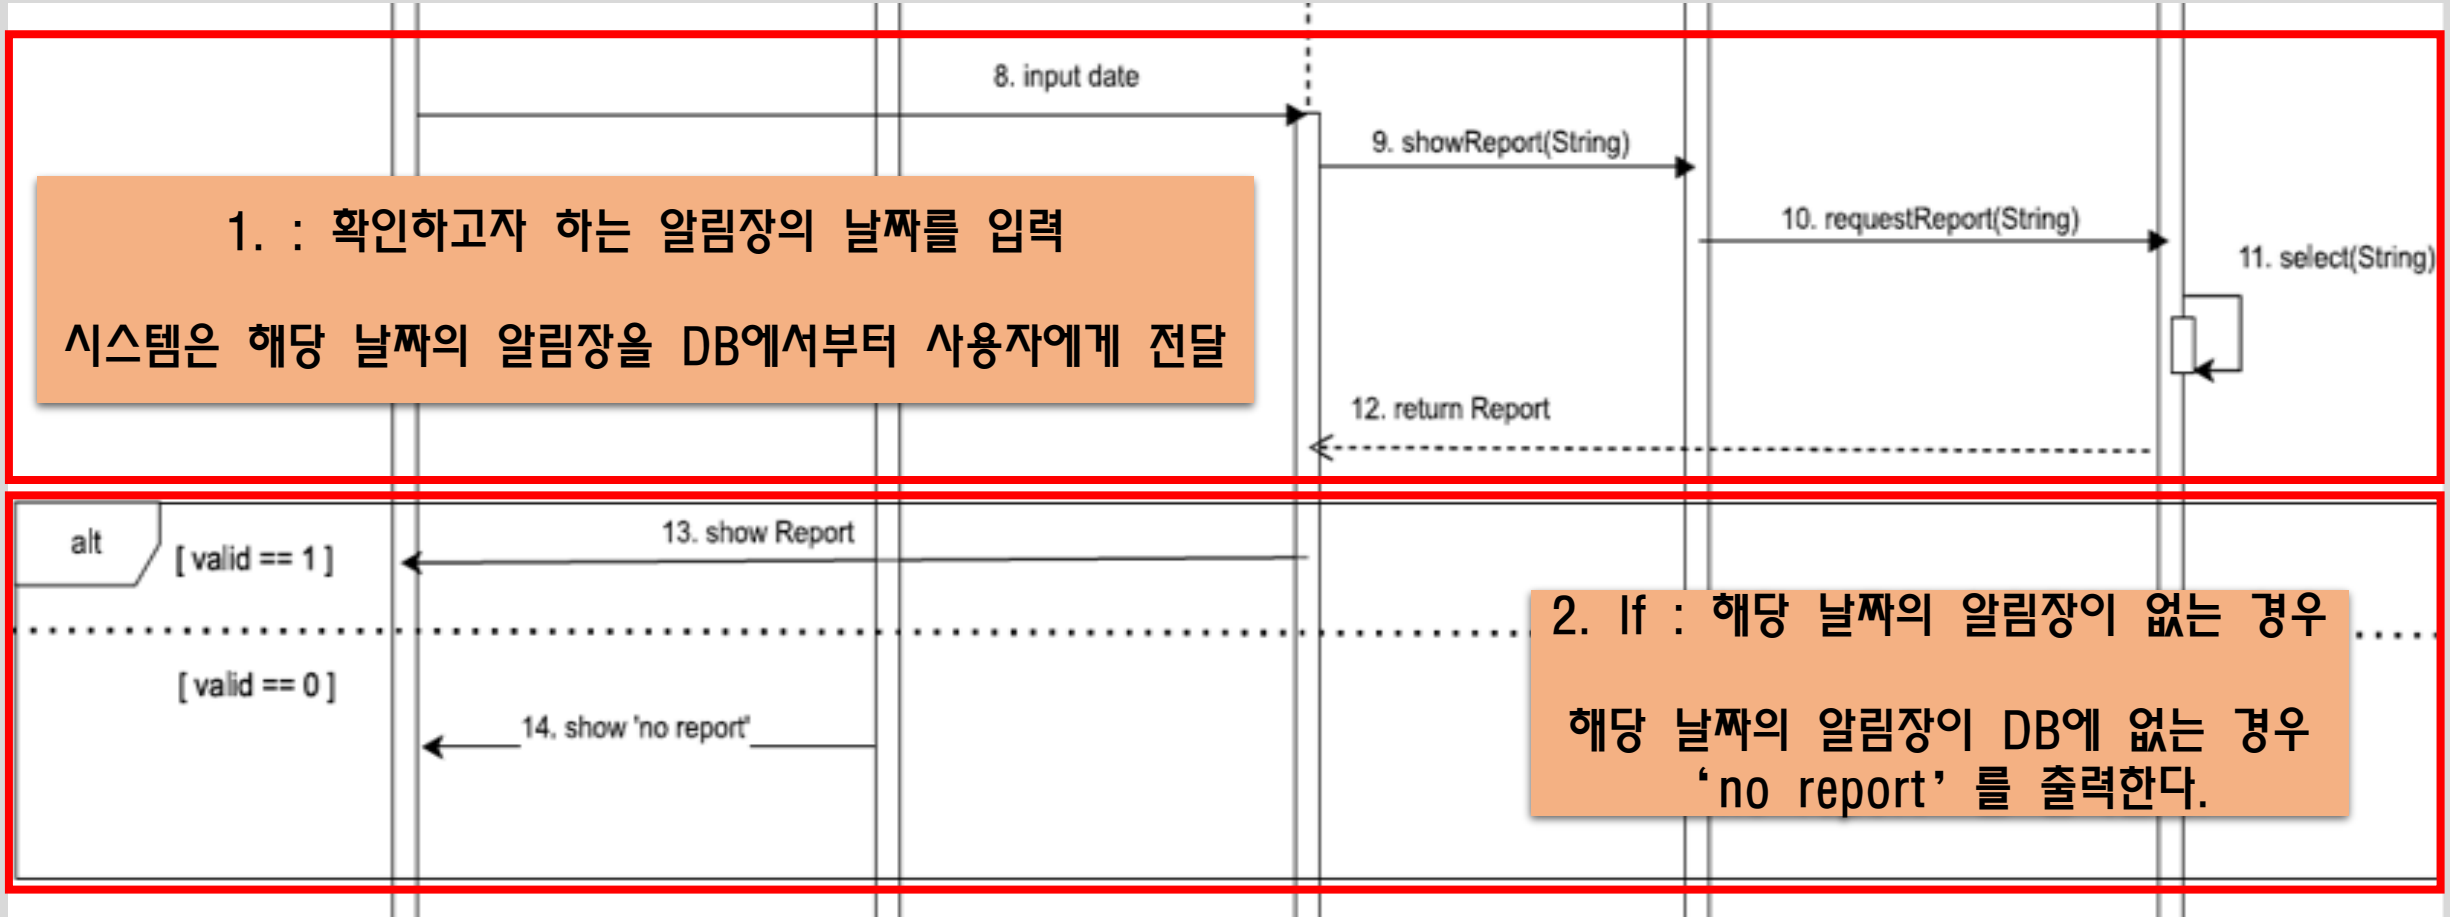 8. input date
9. showReport(String)
1. : 확인하고자 하는 알림장의 날짜를 입력
10. requestReport(String)
11. select(String)
시스템은 해당 날짜의 알림장을 DB에서부터 사용자에게 전달
12. return Report
alt
[ valid == 1 ]
13. show Report
2. If : 해당 날짜의 알림장이 없는 경우
[ valid == 0 ]
14. show 'no report'
해당 날짜의 알림장이 DB에 없는 경우
‘no report’를 출력한다.